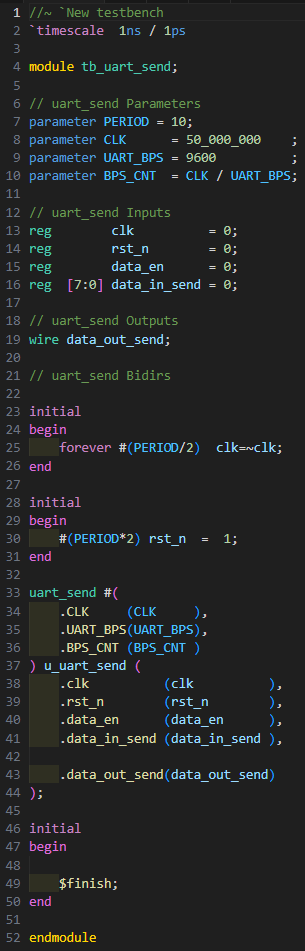 1 //~ `New testbench
2 `timescale  1ns / 1ps
3
4 module tb_uart_send;
5
6 // uart_send Parameters
7 parameter PERIOD = 10;
8 parameter CLK      = 50_000_000    ;
9 parameter UART_BPS = 9600          ;
10 parameter BPS_CNT  = CLK / UART_BPS;
11
12 // uart_send Inputs
13 reg        clk          = 0;
14 reg        rst_n        = 0;
15 reg        data_en      = 0;
16 reg  [7:0] data_in_send = 0;
17
18 // uart_send Outputs
19 wire data_out_send;
20
21 // uart_send Bidirs
22
23 initial
24 begin
25     forever #(PERIOD/2)  clk=~clk;
26 end
27
28 initial
29 begin
30     #(PERIOD*2) rst_n  =  1;
31 end
32
33 uart_send #(
34     .CLK     (CLK     ),
35     .UART_BPS(UART_BPS),
36     .BPS_CNT (BPS_CNT )
37 ) u_uart_send (
38     .clk          (clk          ),
39     .rst_n        (rst_n        ),
40     .data_en      (data_en      ),
41     .data_in_send (data_in_send ),
42
43     .data_out_send(data_out_send)
44 );
45
46 initial
47 begin
48
49     $finish;
50 end
51
52 endmodule